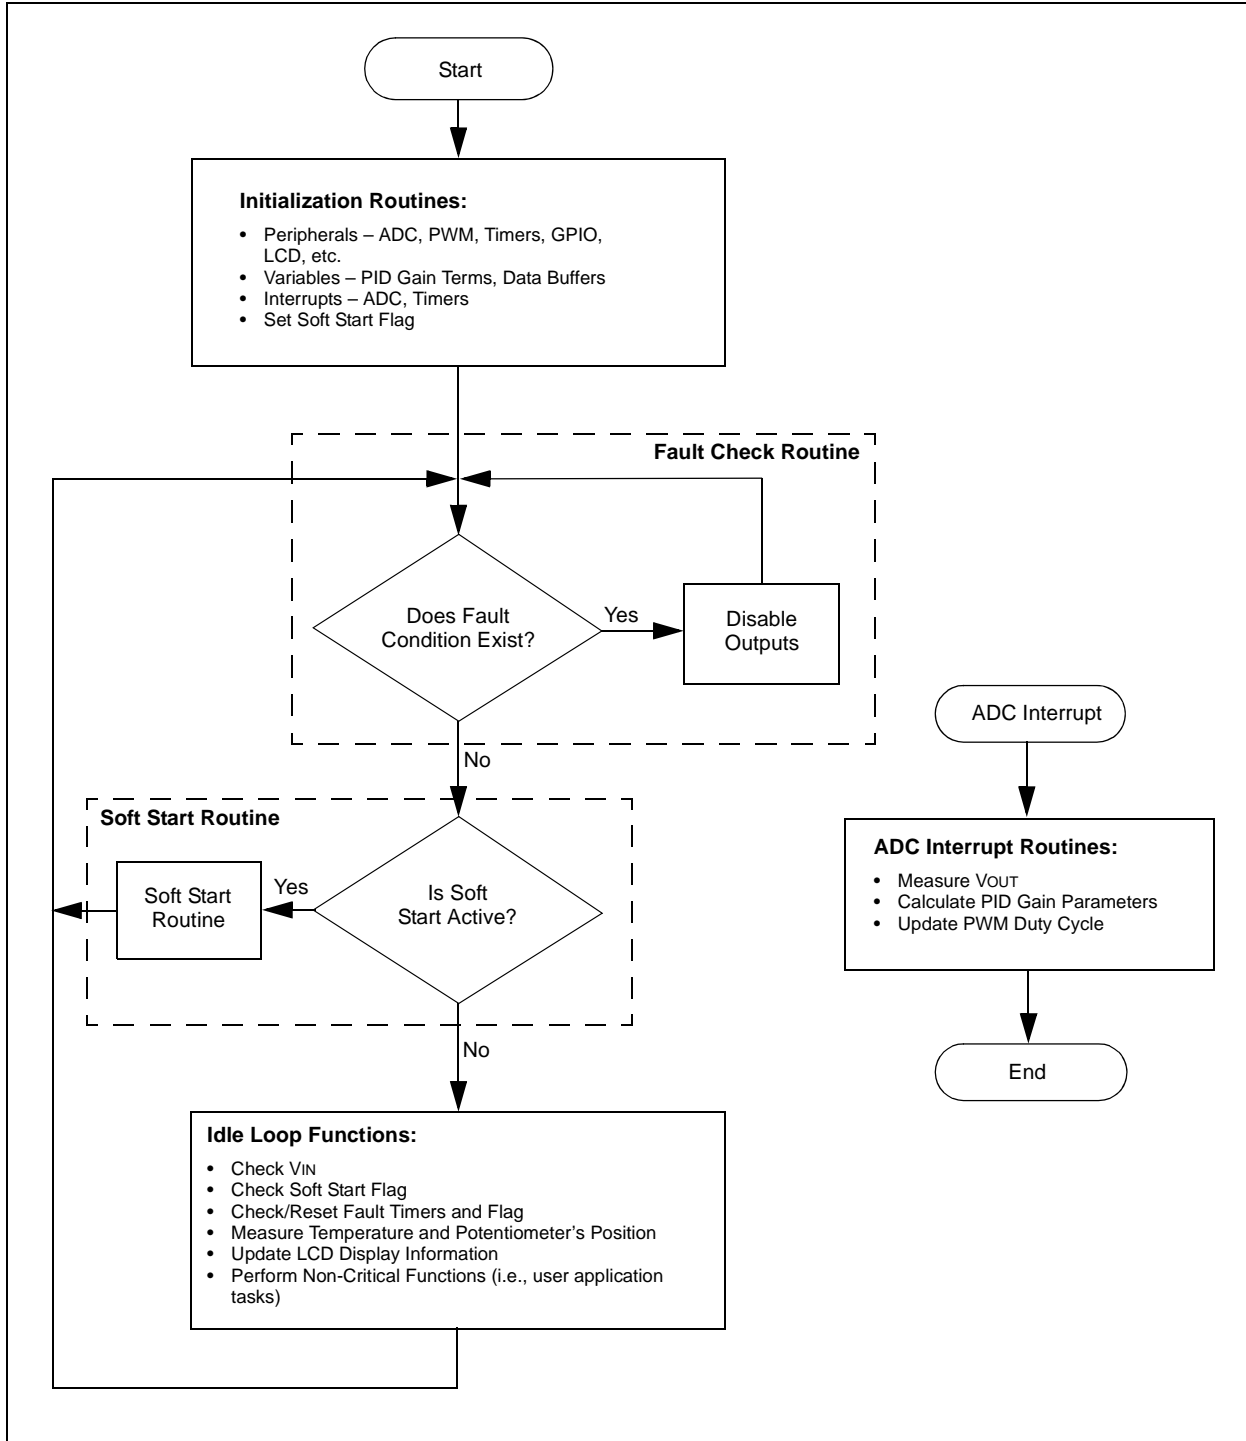 Start
Initialization Routines:
• Peripherals – ADC, PWM, Timers, GPIO,
LCD, etc.
• Variables – PID Gain Terms, Data Buffers
• Interrupts – ADC, Timers
• Set Soft Start Flag
Fault Check Routine
Does Fault
Condition Exist?
Yes
Disable
Outputs
No
Soft Start Routine
Is Soft
Start Active?
Yes
Soft Start
Routine
No
Idle Loop Functions:
• Check VIN
• Check Soft Start Flag
• Check/Reset Fault Timers and Flag
• Measure Temperature and Potentiometer’s Position
• Update LCD Display Information
• Perform Non-Critical Functions (i.e., user application
tasks)
ADC Interrupt
ADC Interrupt Routines:
• Measure VOUT
• Calculate PID Gain Parameters
• Update PWM Duty Cycle
End